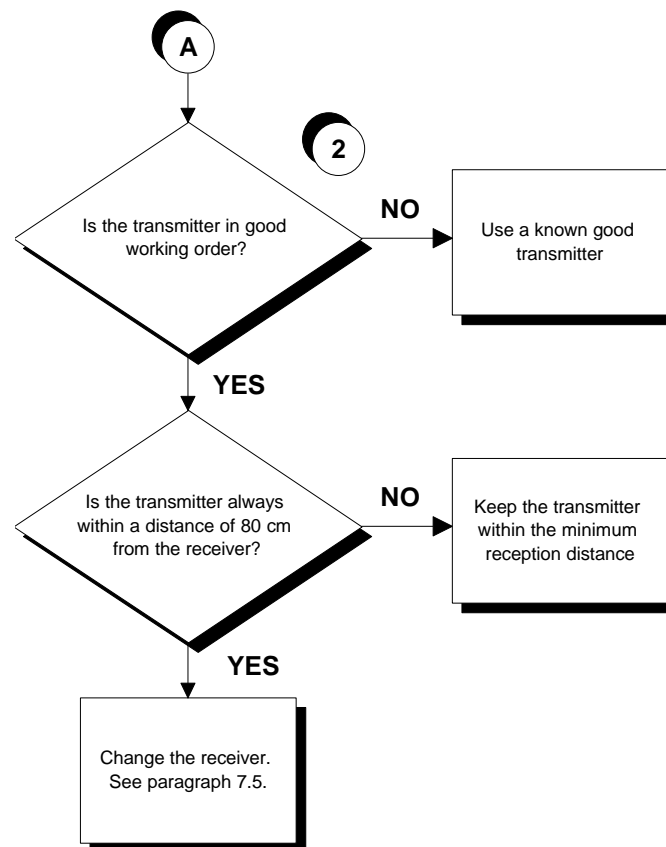 A
2
Is the transmitter in good
working order?
NO
Use a known good
transmitter
YES
Is the transmitter always
within a distance of 80 cm
from the receiver?
NO
Keep the transmitter
within the minimum
reception distance
YES
Change the receiver.
See paragraph 7.5.